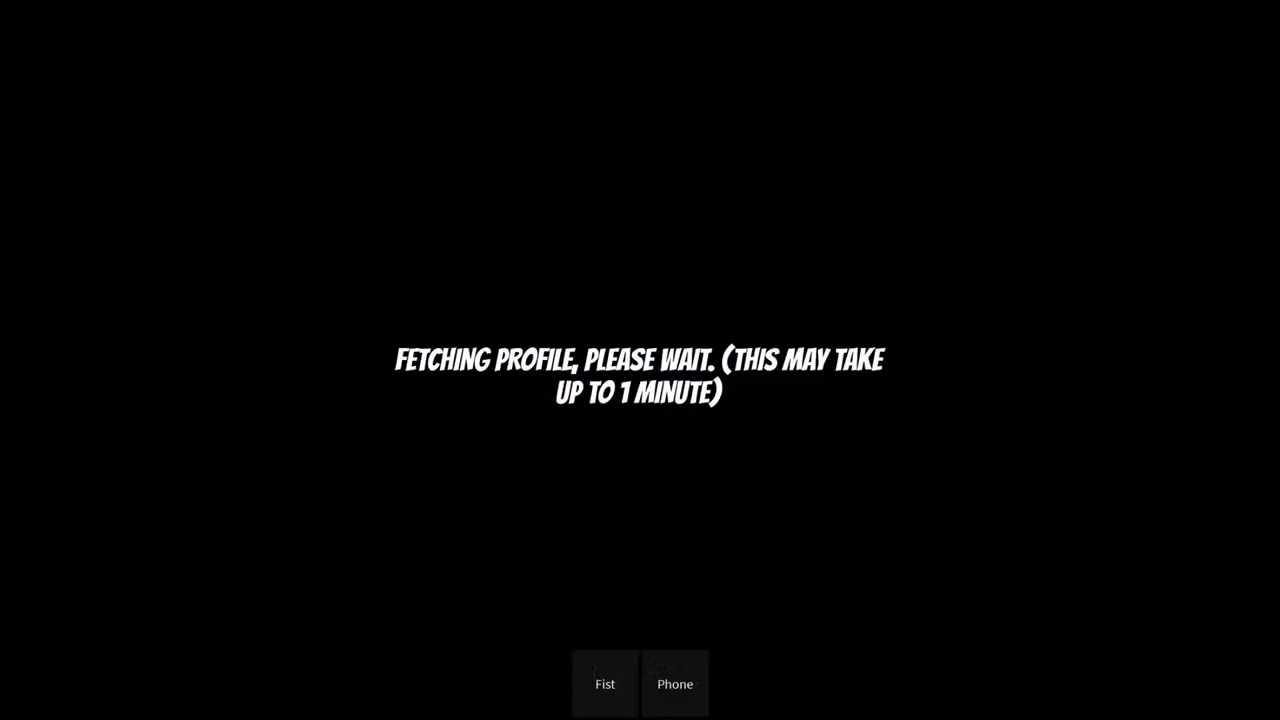 FETCHING PROFILE, PLEASE WAIT. (THIS MAY TAKE
UP TO 1 MINUTE)
Fist
Phone